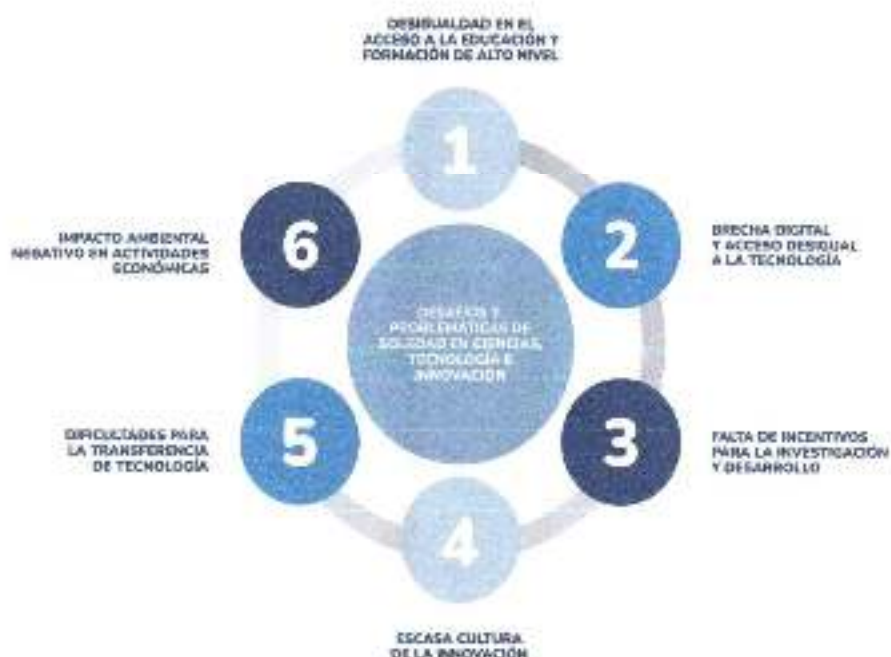 DESIGUALDAD EN EL
ACCESO A LA EDUCACIÓN Y
FORMACIÓN DE ALTO NIVEL
1
2
BRECHA DIGITAL
Y ACCESO DESIGUAL
A LA TECNOLOGÍA
3
FALTA DE INCENTIVOS
PARA LA INVESTIGACIÓN
Y DESARROLLO
4
ESCASA CULTURA
DE LA INNOVACIÓN
5
DIFICULTADES PARA
LA TRANSFERENCIA
DE TECNOLOGÍA
6
IMPACTO AMBIENTAL
NEGATIVO EN ACTIVIDADES
ECONÓMICAS
DESAFÍOS Y
PROBLEMÁTICAS DE
SOLEDAD EN CIENCIAS,
TECNOLOGÍA E
INNOVACIÓN